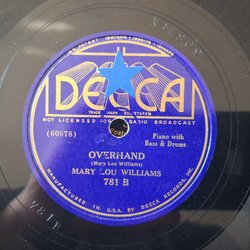 DECCA
TRADE MARK REGISTERED
NOT LICENSED FOR RADIO BROADCAST
(60878)
Piano with
Bass & Drums
OVERHAND
(Mary Lou Williams)
MARY LOU WILLIAMS
781 B
MANUFACTURED IN U.S.A. BY DECCA RECORDS, INC.
781B